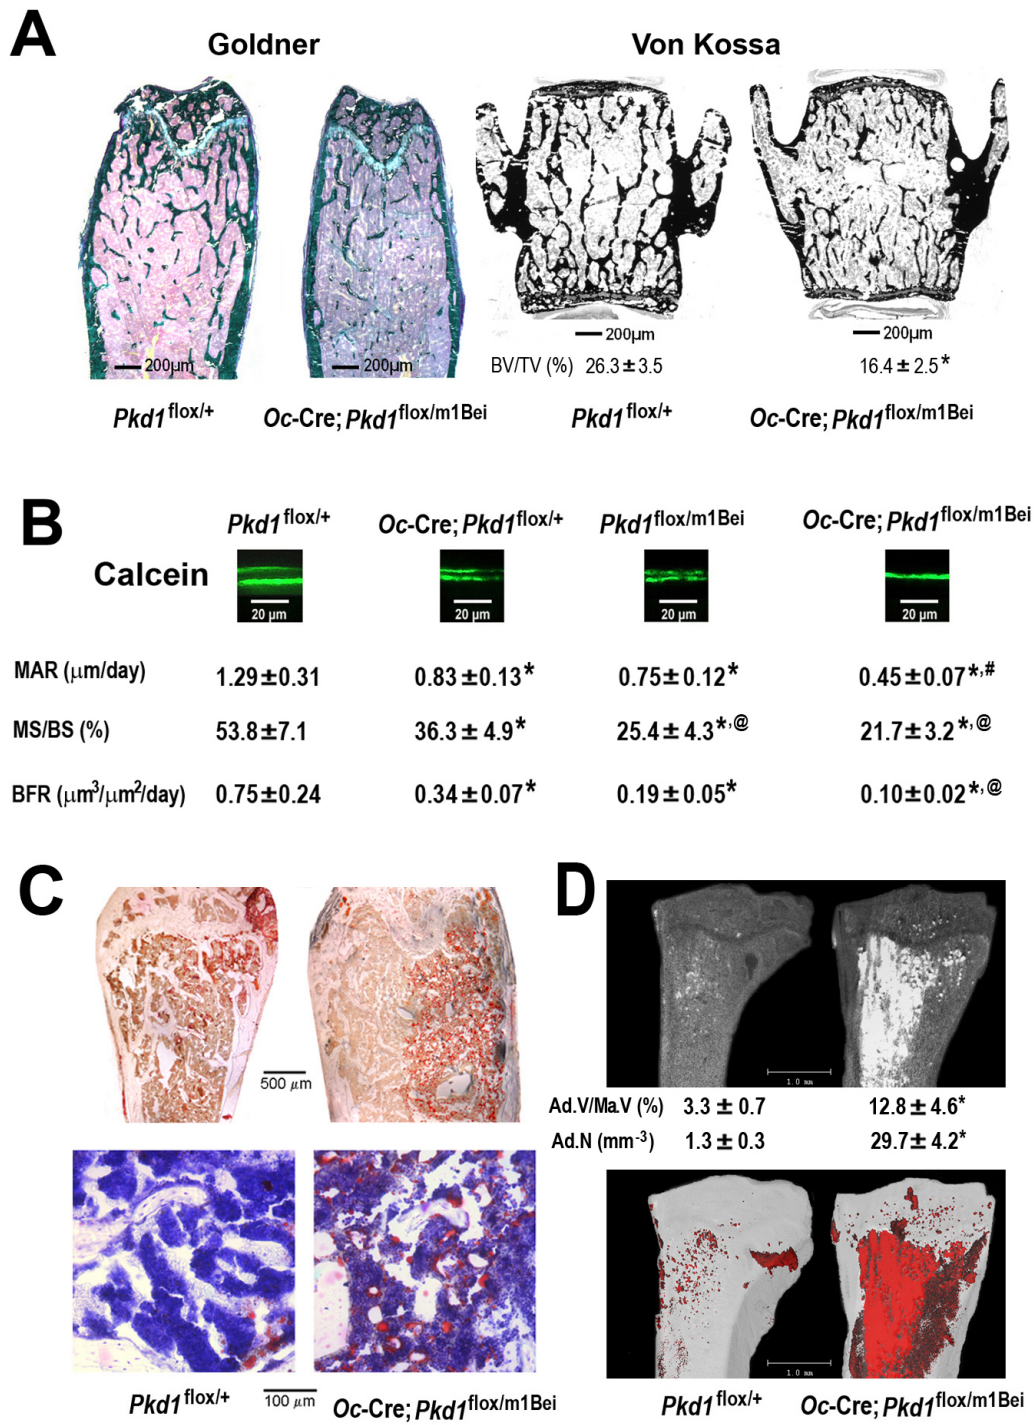 A
Goldner Von Kossa
200µm 200µm 200µm 200µm
BV/TV (%) 26.3 ± 3.5 16.4 ± 2.5*
Pkd1flox/+ Oc-Cre; Pkd1flox/m1Bei Pkd1flox/+ Oc-Cre; Pkd1flox/m1Bei
B
Pkd1flox/+ Oc-Cre; Pkd1flox/+ Pkd1flox/m1Bei Oc-Cre; Pkd1flox/m1Bei
Calcein
20 µm 20 µm 20 µm 20 µm
MAR (µm/day) 1.29±0.31 0.83±0.13* 0.75±0.12* 0.45±0.07*,#
MS/BS (%) 53.8±7.1 36.3±4.9* 25.4±4.3*,@ 21.7±3.2*,@
BFR (µm3/µm2/day) 0.75±0.24 0.34±0.07* 0.19±0.05* 0.10±0.02*,@
C
500 µm
Pkd1flox/+ 100 µm Oc-Cre; Pkd1flox/m1Bei
D
1.0 mm
Ad.V/Ma.V (%) 3.3 ± 0.7 12.8 ± 4.6*
Ad.N (mm-3) 1.3 ± 0.3 29.7 ± 4.2*
1.0 mm
Pkd1flox/+ Oc-Cre; Pkd1flox/m1Bei